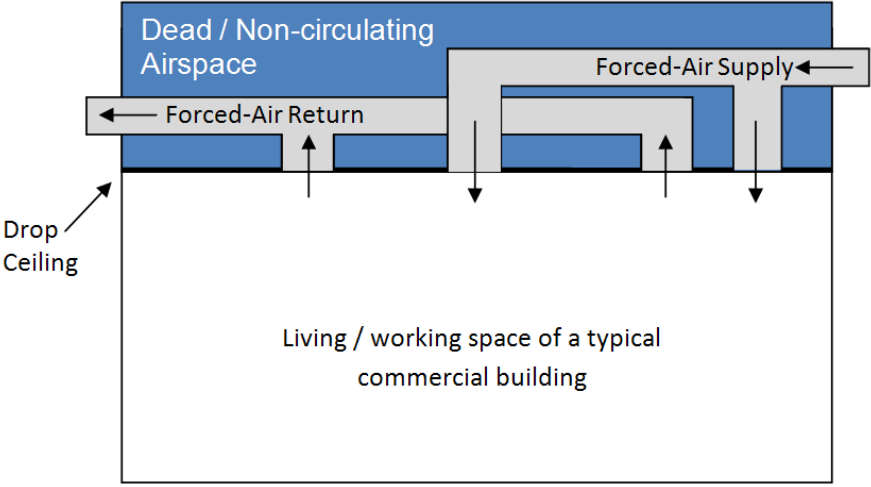 Dead / Non-circulating
Airspace
Forced-Air Supply
Forced-Air Return
Drop
Ceiling
Living / working space of a typical
commercial building